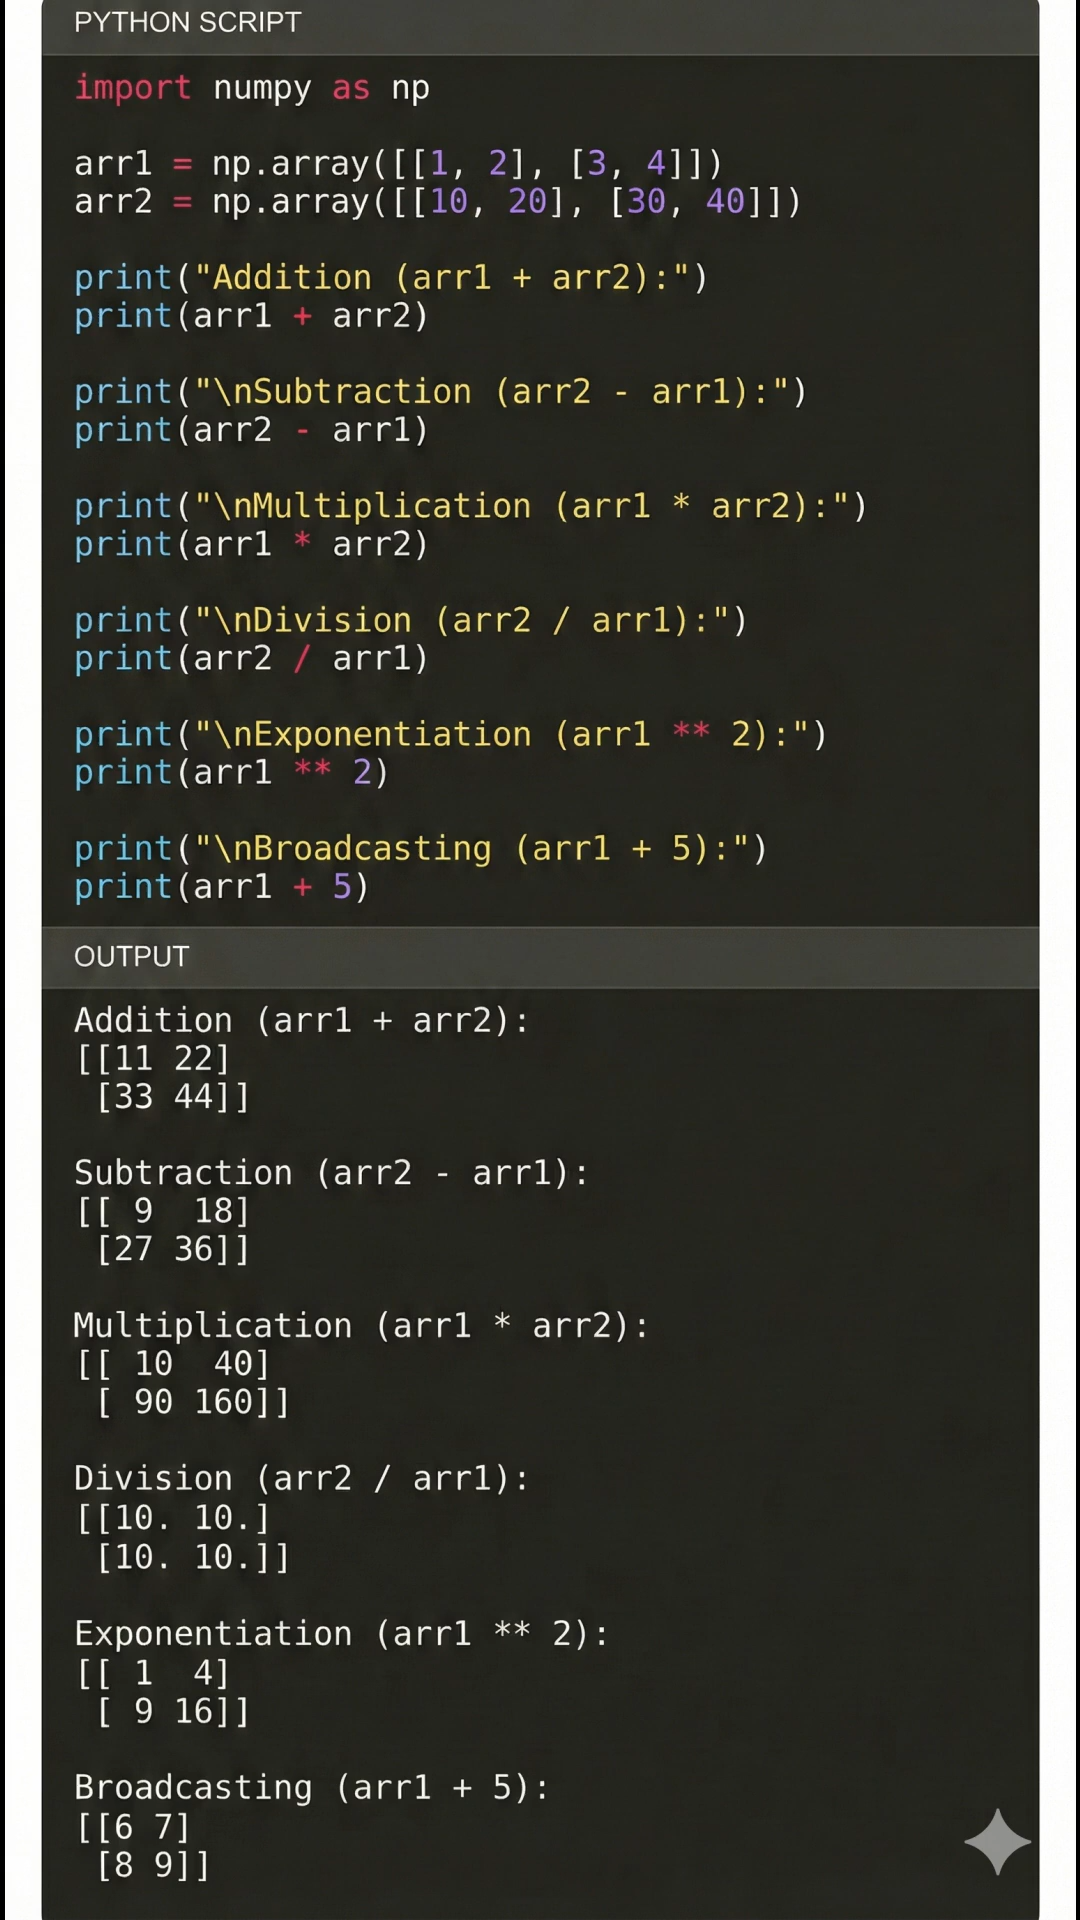 PYTHON SCRIPT
import numpy as np
arr1 = np.array([[1, 2], [3, 4]])
arr2 = np.array([[10, 20], [30, 40]])
print("Addition (arr1 + arr2):")
print(arr1 + arr2)
print("\nSubtraction (arr2 - arr1):")
print(arr2 - arr1)
print("\nMultiplication (arr1 * arr2):")
print(arr1 * arr2)
print("\nDivision (arr2 / arr1):")
print(arr2 / arr1)
print("\nExponentiation (arr1 ** 2):")
print(arr1 ** 2)
print("\nBroadcasting (arr1 + 5):")
print(arr1 + 5)
OUTPUT
Addition (arr1 + arr2):
[[11 22]
 [33 44]]
Subtraction (arr2 - arr1):
[[ 9  18]
 [27 36]]
Multiplication (arr1 * arr2):
[[ 10  40]
 [ 90 160]]
Division (arr2 / arr1):
[[10. 10.]
 [10. 10.]]
Exponentiation (arr1 ** 2):
[[ 1  4]
 [ 9 16]]
Broadcasting (arr1 + 5):
[[6 7]
 [8 9]]